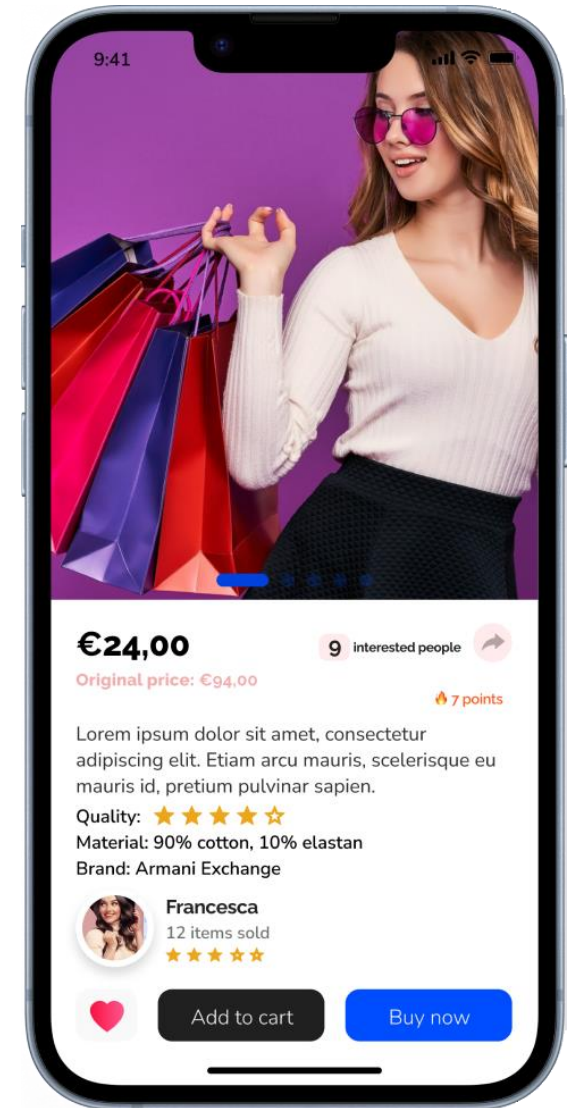 9:41
€24,00
9 interested people
Original price: €94,00
7 points
Lorem ipsum dolor sit amet, consectetur
adipiscing elit. Etiam arcu mauris, scelerisque eu
mauris id, pretium pulvinar sapien.
Quality:
Material: 90% cotton, 10% elastan
Brand: Armani Exchange
Francesca
12 items sold
Add to cart
Buy now